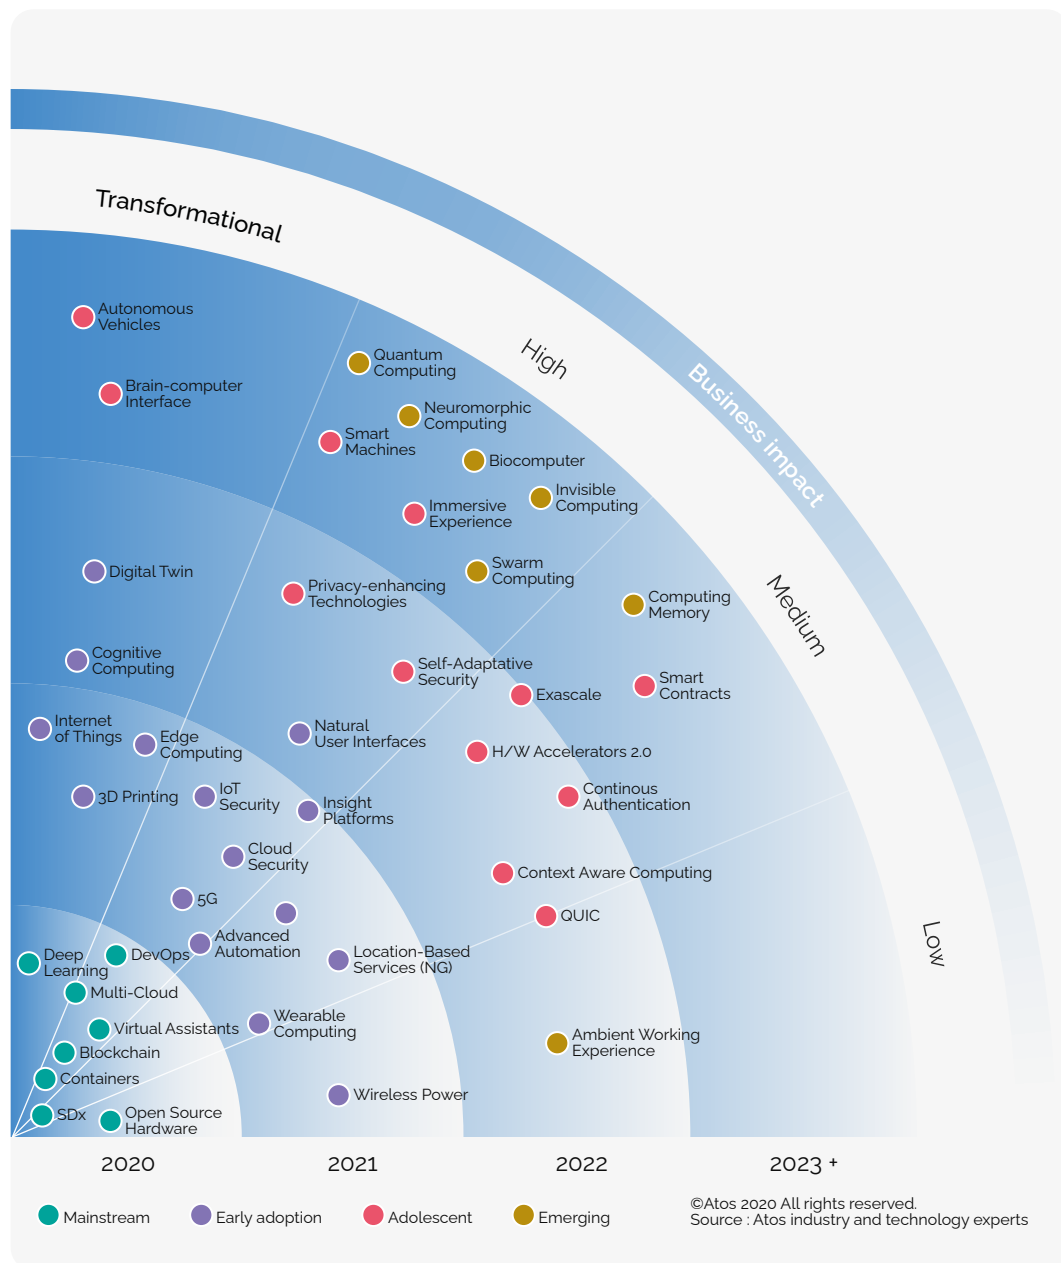 Transformational
High
Business impact
Medium
Low
Autonomous
Vehicles
Brain-computer
Interface
Quantum
Computing
Neuromorphic
Computing
Smart
Machines
Biocomputer
Invisible
Computing
Immersive
Experience
Swarm
Computing
Digital Twin
Privacy-enhancing
Technologies
Computing
Memory
Cognitive
Computing
Self-Adaptative
Security
Exascale
Smart
Contracts
Internet
of Things
Edge
Computing
Natural
User Interfaces
H/W Accelerators 2.0
3D Printing
IoT
Security
Insight
Platforms
Continous
Authentication
Cloud
Security
Context Aware Computing
5G
QUIC
Advanced
Automation
Location-Based
Services (NG)
Deep
Learning
DevOps
Multi-Cloud
Virtual Assistants
Wearable
Computing
Ambient Working
Experience
Blockchain
Containers
Wireless Power
SDx
Open Source
Hardware
2020
2021
2022
2023 +
Mainstream
Early adoption
Adolescent
Emerging
©Atos 2020 All rights reserved.
Source : Atos industry and technology experts